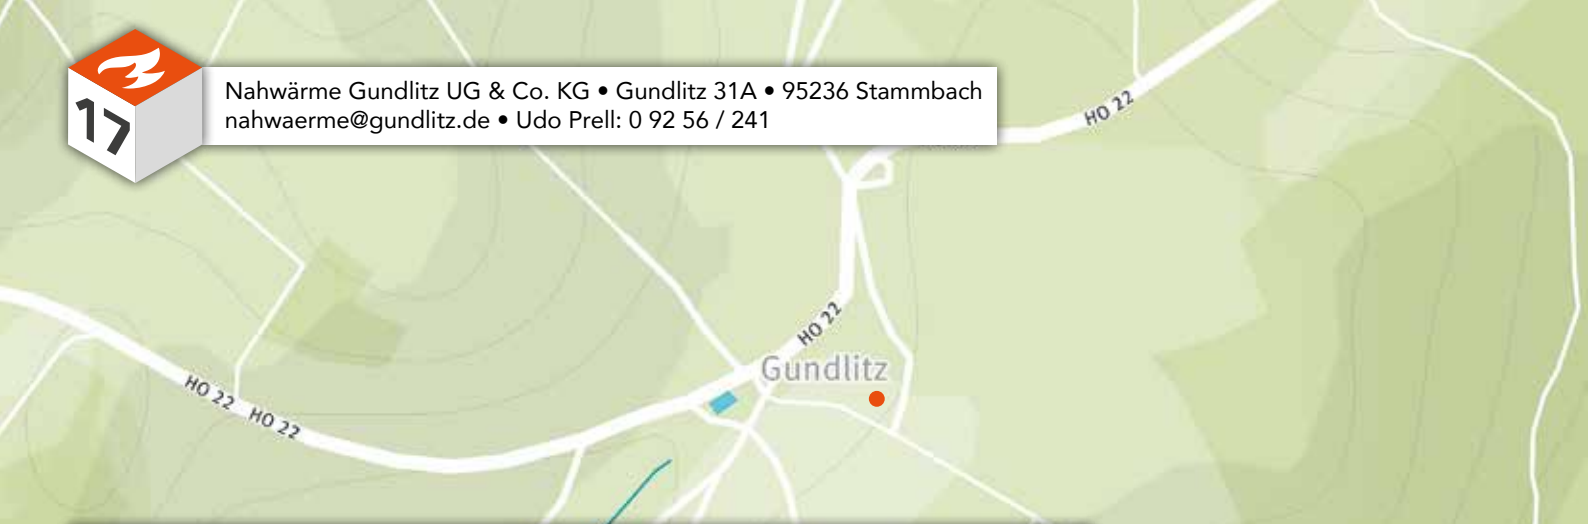 17
Nahwärme Gundlitz UG & Co. KG • Gundlitz 31A • 95236 Stammbach
nahwaerme@gundlitz.de • Udo Prell: 0 92 56 / 241
HO 22
HO 22
Gundlitz
HO 22
HO 22